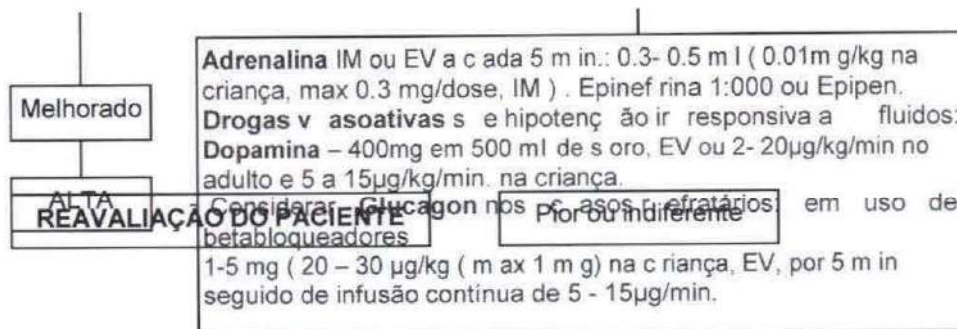 Adrenalina IM ou EV a c ada 5 m in.: 0.3- 0.5 m l ( 0.01m g/kg na
criança, max 0.3 mg/dose, IM ) . Epinef rina 1:000 ou Epipen.
Melhorado
Drogas v asoativas s e hipotenç ão ir responsiva a fluidos:
Dopamina – 400mg em 500 ml de s oro, EV ou 2- 20µg/kg/min no
adulto e 5 a 15µg/kg/min. na criança.
ALTA
Considerar Glucagon nos c asos r efratários: em uso de
REAVALIAÇÃO DO PACIENTE
Pior ou indiferente
betabloqueadores
1-5 mg ( 20 – 30 µg/kg ( m ax 1 m g) na c riança, EV, por 5 m in
seguido de infusão contínua de 5 - 15µg/min.